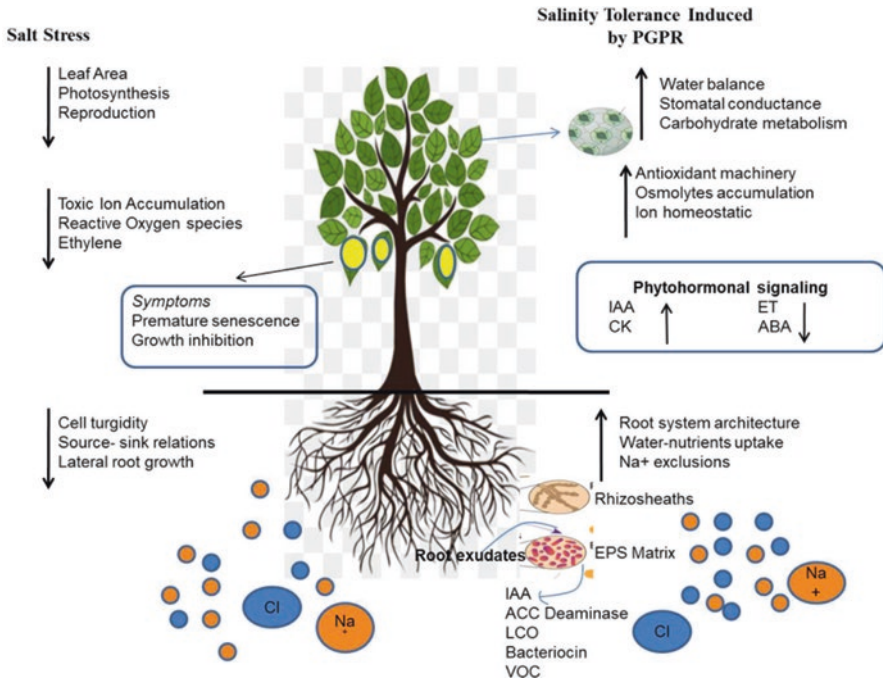 Salt Stress
Leaf Area
Photosynthesis
Reproduction
Toxic Ion Accumulation
Reactive Oxygen species
Ethylene
Symptoms
Premature senescence
Growth inhibition
Cell turgidity
Source- sink relations
Lateral root growth
Cl
Na
+
Salinity Tolerance Induced
by PGPR
Water balance
Stomatal conductance
Carbohydrate metabolism
Antioxidant machinery
Osmolytes accumulation
Ion homeostatic
Phytohormonal signaling
IAA
CK
ET
ABA
Root system architecture
Water-nutrients uptake
Na+ exclusions
Rhizosheaths
Root exudates
EPS Matrix
IAA
ACC Deaminase
LCO
Bacteriocin
VOC
Cl
Na
+